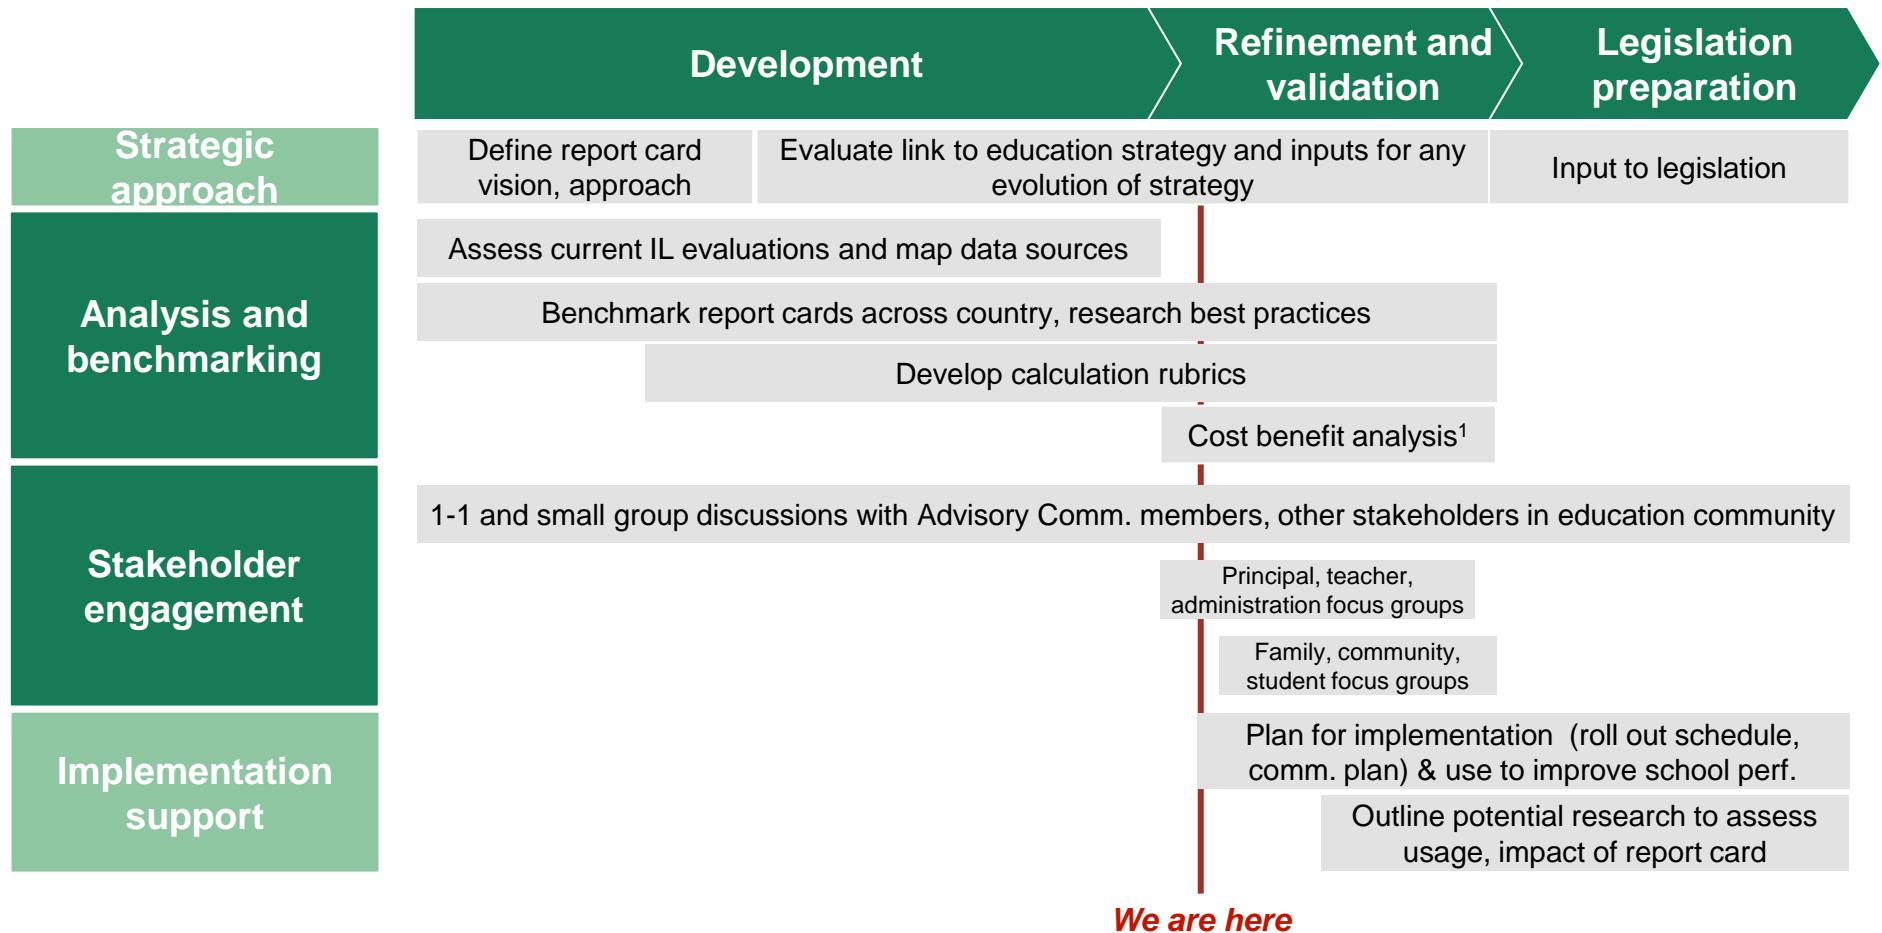 Development
Refinement and
validation
Legislation
preparation
Strategic
approach
Define report card
vision, approach
Evaluate link to education strategy and inputs for any
evolution of strategy
Input to legislation
Analysis and
benchmarking
Assess current IL evaluations and map data sources
Benchmark report cards across country, research best practices
Develop calculation rubrics
Cost benefit analysis¹
Stakeholder
engagement
1-1 and small group discussions with Advisory Comm. members, other stakeholders in education community
Principal, teacher,
administration focus groups
Family, community,
student focus groups
Implementation
support
Plan for implementation (roll out schedule,
comm. plan) & use to improve school perf.
Outline potential research to assess
usage, impact of report card
We are here